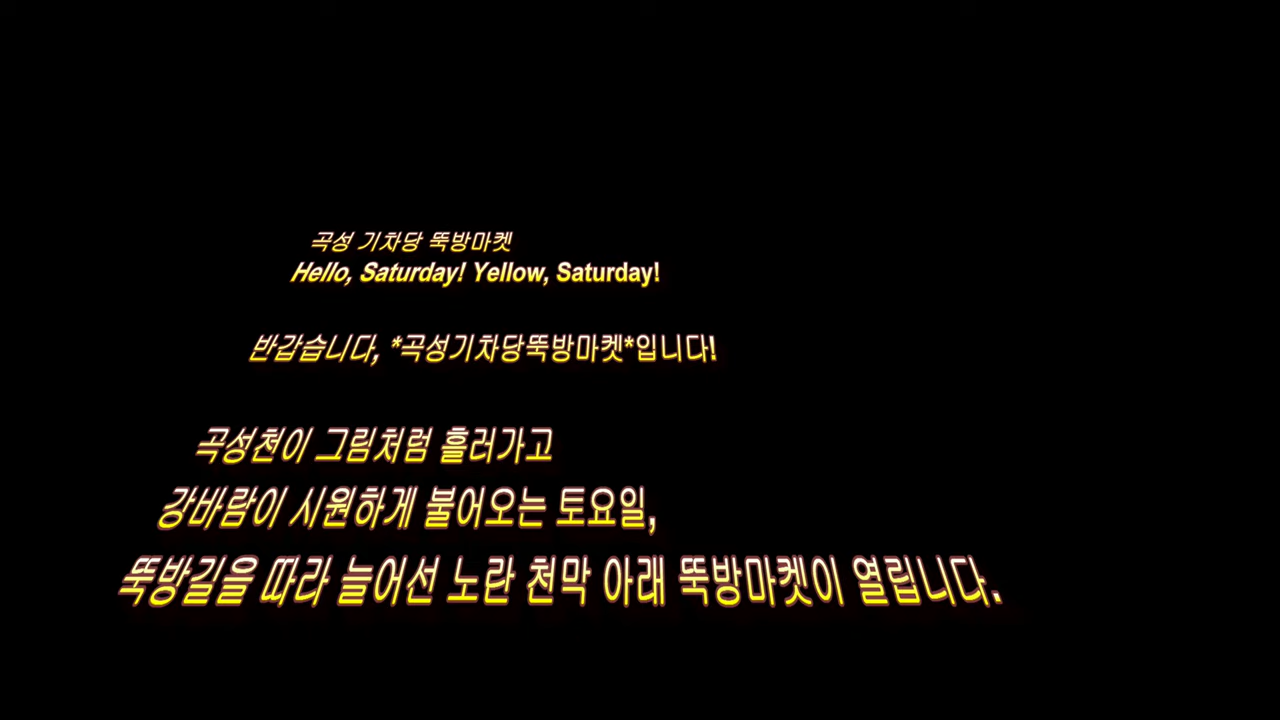 곡성 기차당 뚝방마켓
Hello, Saturday! Yellow, Saturday!
반갑습니다, *곡성기차당뚝방마켓*입니다!
곡성천이 그림처럼 흘러가고
강바람이 시원하게 불어오는 토요일,
뚝방길을 따라 늘어선 노란 천막 아래 뚝방마켓이 열립니다.